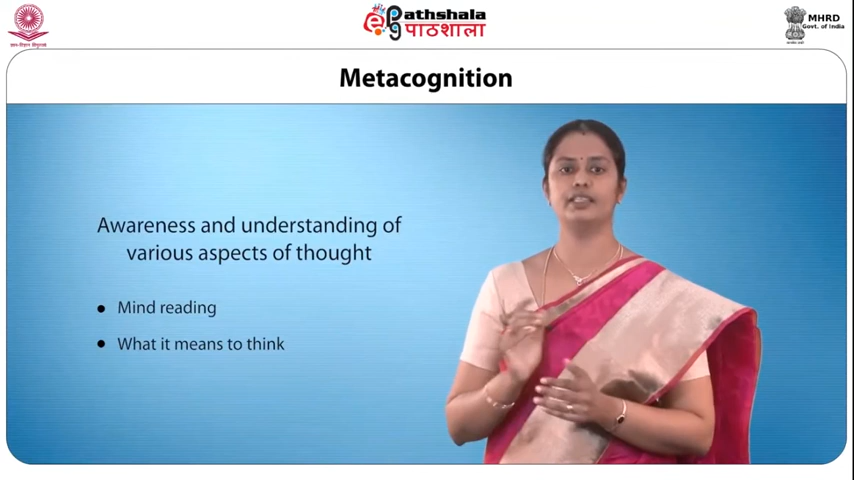 ePathshala
पाठशाला
MHRD
Govt. of India
Metacognition
Awareness and understanding of
various aspects of thought
• Mind reading
• What it means to think